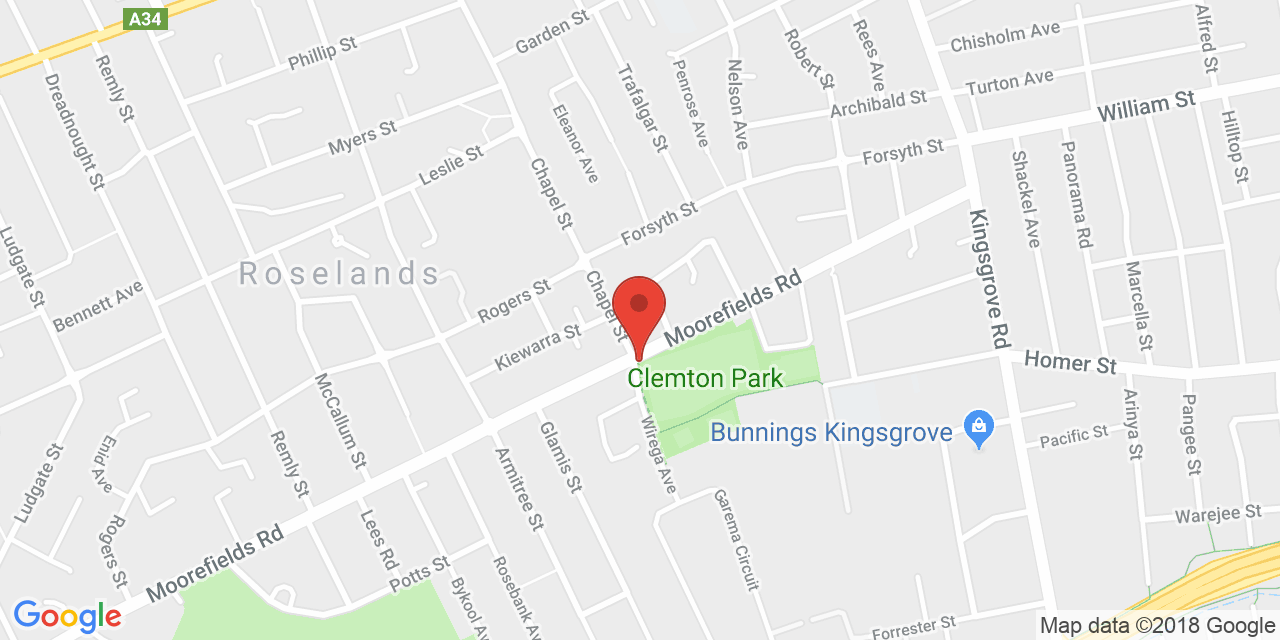 A34
Garden St
Phillip St
Alfred St
Rees Ave
Chisholm Ave
Robert St
Remly St
Dreadnought St
Trafalgar St
Penrose Ave
Nelson Ave
Turton Ave
Archibald St
William St
Myers St
Eleanor Ave
Hilltop St
Leslie St
Forsyth St
Shackel Ave
Panorama Rd
Chapel St
Forsyth St
Kingsgrove Rd
Ludgate St
Roselands
Marcella St
Bennett Ave
Rogers St
Chapel St
Moorefields Rd
Kiewarra St
Homer St
Clemton Park
McCallum St
Arinya St
Pangee St
Bunnings Kingsgrove
Pacific St
Enid Ave
Remly St
Glamis St
Wirega Ave
Ludgate St
Armitree St
Garema Circuit
Warejee St
Rogers St
Moorefields Rd
Lees Rd
Potts St
Rosebank Ave
Bykool Av
Forrester St
Google
Map data ©2018 Google